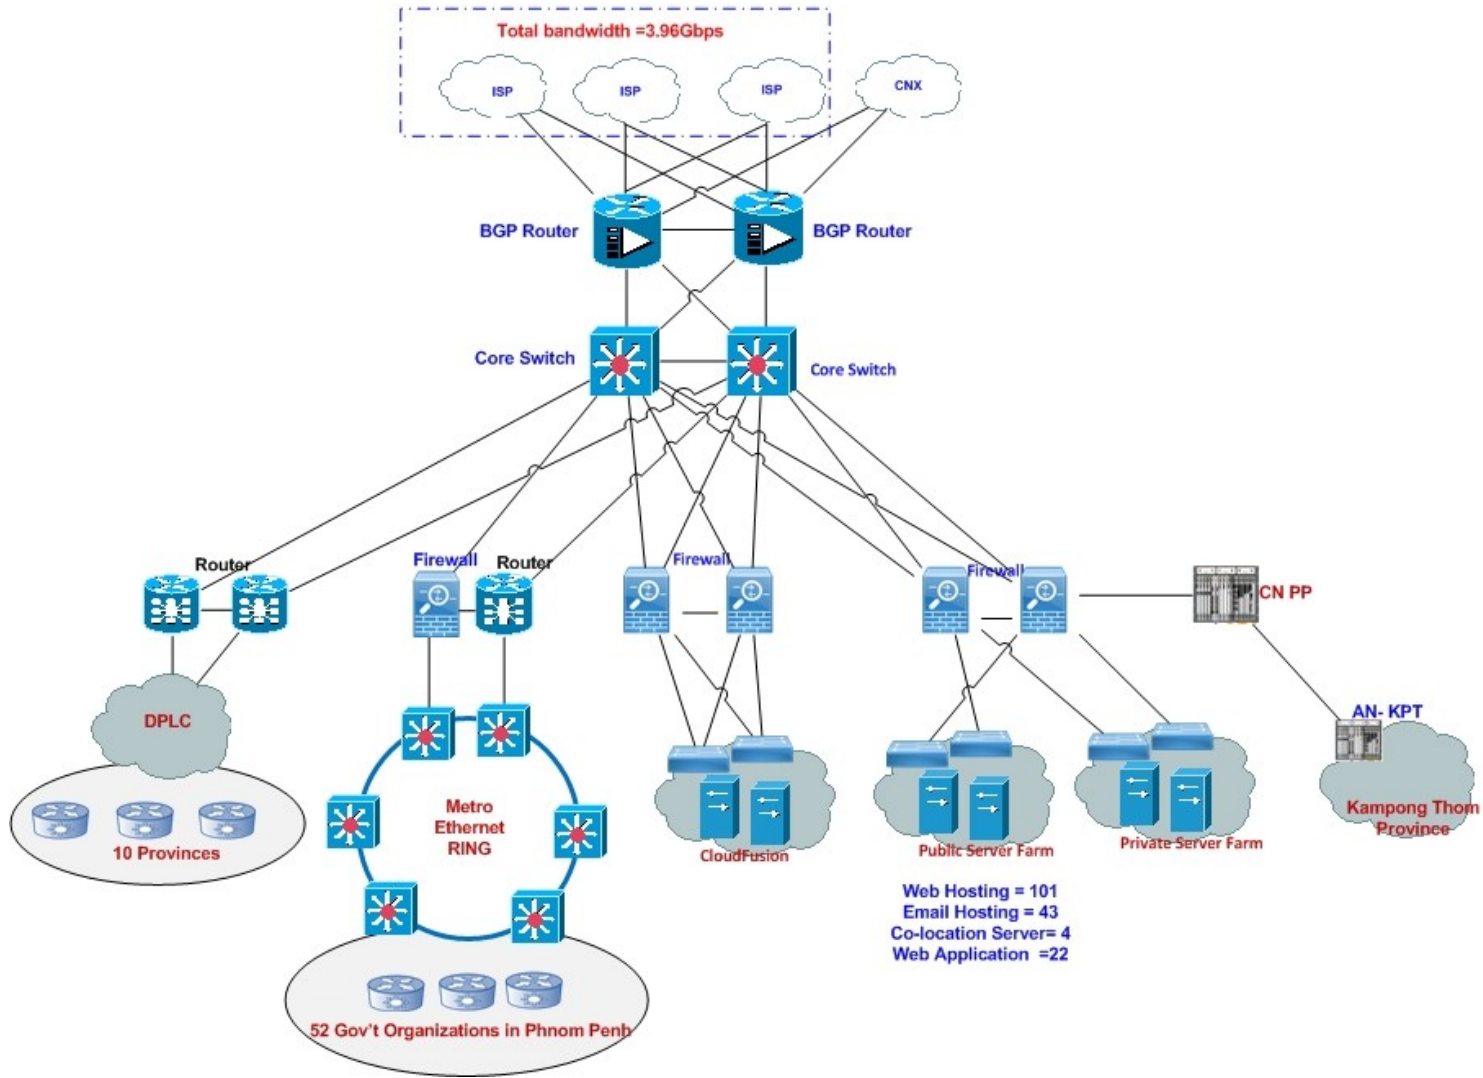 Total bandwidth =3.96Gbps
ISP
ISP
ISP
CNX
BGP Router
BGP Router
Core Switch
Core Switch
Router
Firewall
Router
Firewall
Firewall
CN PP
DPLC
AN- KPT
10 Provinces
Metro
Ethernet
RING
CloudFusion
Public Server Farm
Private Server Farm
Kampong Thom
Province
Web Hosting = 101
Email Hosting = 43
Co-location Server= 4
Web Application =22
52 Gov't Organizations in Phnom Penh